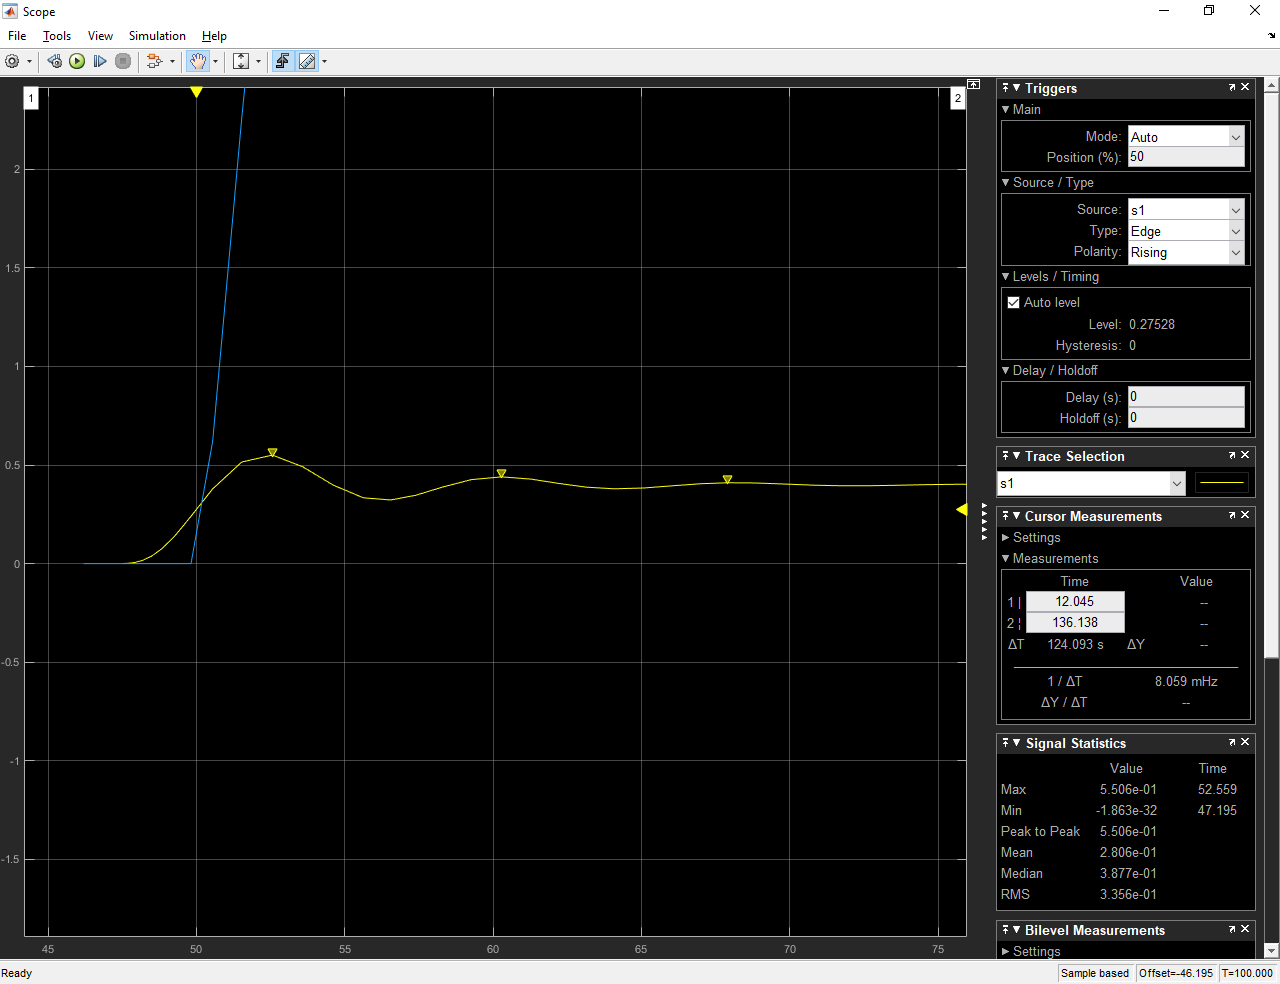 Scope
File Tools View Simulation Help
1
2
2
1.5
1
0.5
0
-0.5
-1
-1.5
45 50 55 60 65 70 75
Triggers
Main
Mode: Auto
Position (%): 50
Source / Type
Source: s1
Type: Edge
Polarity: Rising
Levels / Timing
Auto level
Level: 0.27528
Hysteresis: 0
Delay / Holdoff
Delay (s): 0
Holdoff (s): 0
Trace Selection
s1
Cursor Measurements
Settings
Measurements
Time Value
1 | 12.045 --
2 ¦ 136.138 --
ΔT 124.093 s ΔY --
1 / ΔT 8.059 mHz
ΔY / ΔT --
Signal Statistics
Value Time
Max 5.506e-01 52.559
Min -1.863e-32 47.195
Peak to Peak 5.506e-01
Mean 2.806e-01
Median 3.877e-01
RMS 3.356e-01
Bilevel Measurements
Settings
Ready
Sample based Offset=-46.195 T=100.000